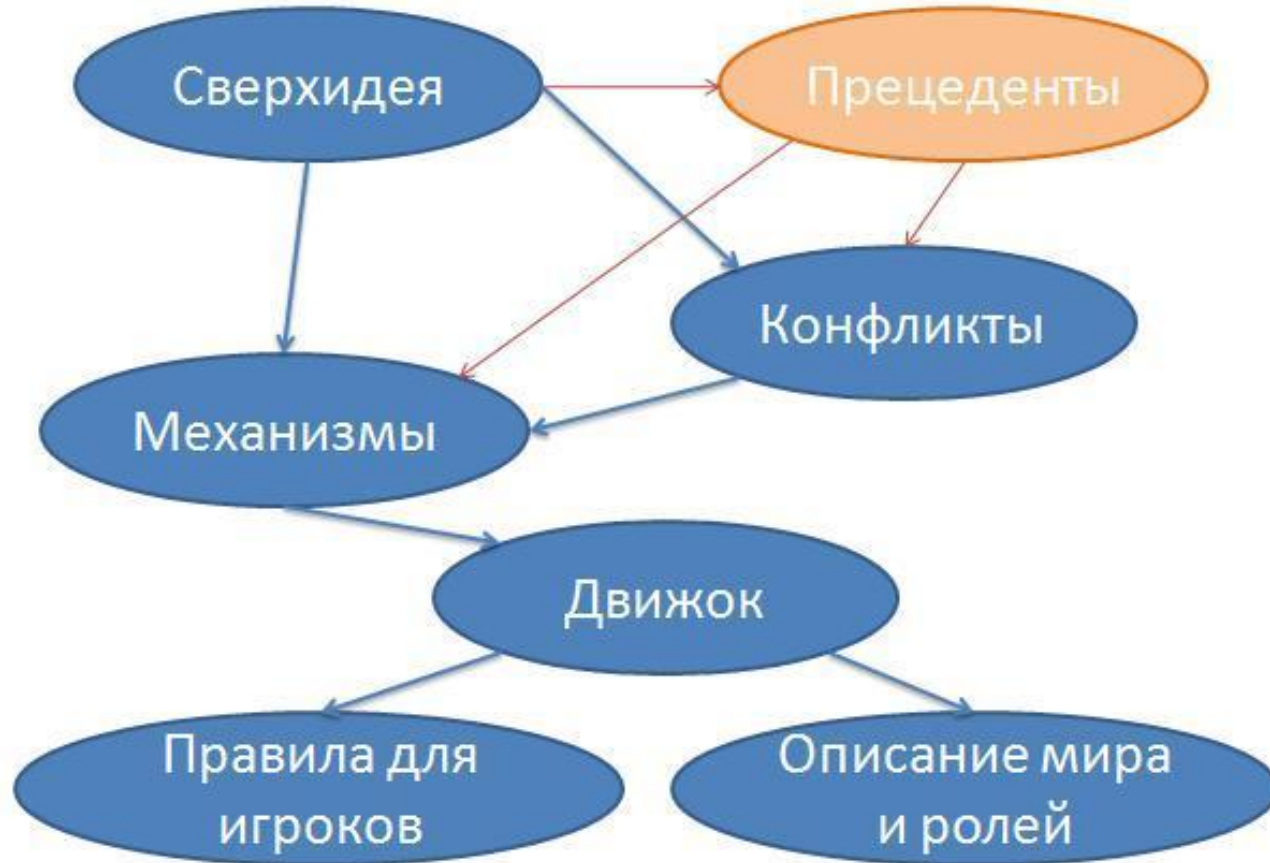 Сверхидея
Прецеденты
Конфликты
Механизмы
Движок
Правила для
игроков
Описание мира
и ролей